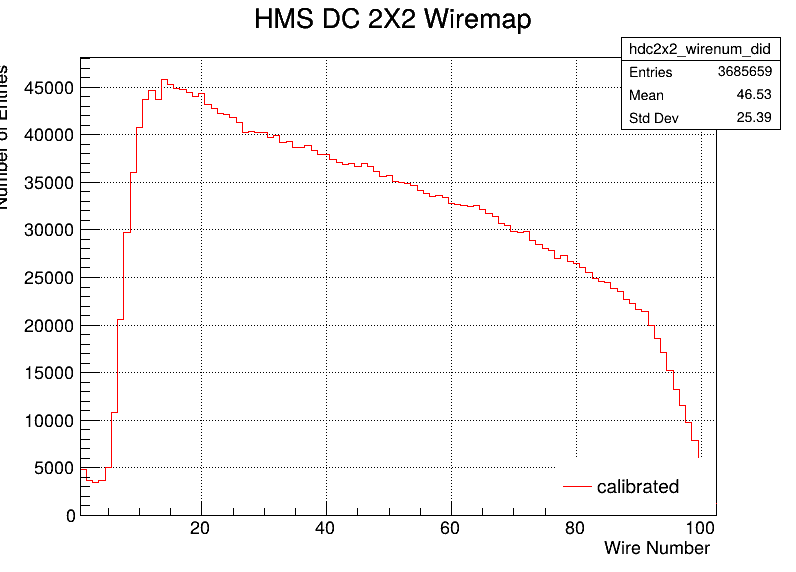 HMS DC 2X2 Wiremap
hdc2x2_wirenum_did
Entries 3685659
Mean 46.53
Std Dev 25.39
Number of Entries
45000
40000
35000
30000
25000
20000
15000
10000
5000
0
20 40 60 80 100
Wire Number
calibrated